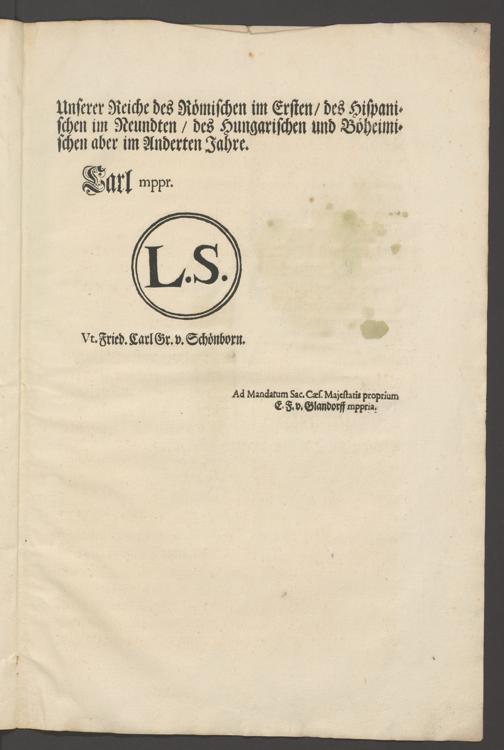 Unserer Reiche des Römischen im Ersten / des Hispani-
schen im Neundten / des Hungarischen und Böheimi-
schen aber im Anderten Jahre.
Carl mppr.
L.S.
Vt. Fried. Carl Gr. v. Schönborn.
Ad Mandatum Sac. Cæs. Majestatis proprium
E. F. v. Glandorff mppria.